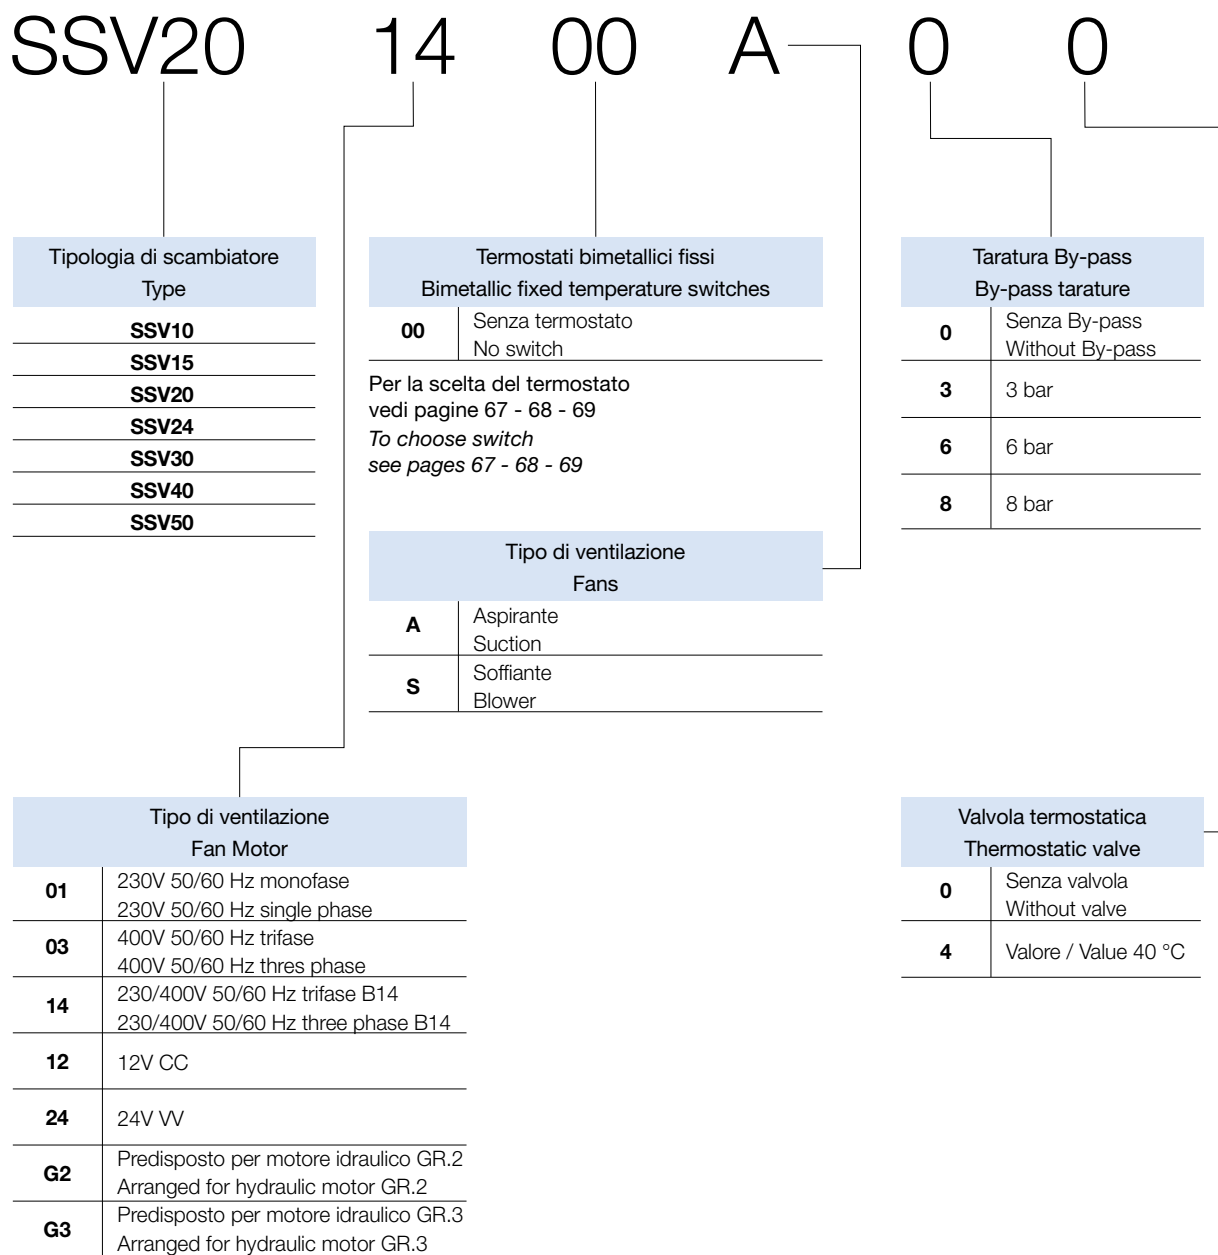 SSV20 14 00 A 0 0
Tipologia di scambiatore
Type
SSV10
SSV15
SSV20
SSV24
SSV30
SSV40
SSV50
Termostati bimetallici fissi
Bimetallic fixed temperature switches
00 Senza termostato
No switch
Per la scelta del termostato
vedi pagine 67 - 68 - 69
To choose switch
see pages 67 - 68 - 69
Taratura By-pass
By-pass tarature
0 Senza By-pass
Without By-pass
3 3 bar
6 6 bar
8 8 bar
Tipo di ventilazione
Fans
A Aspirante
Suction
S Soffiante
Blower
Tipo di ventilazione
Fan Motor
01 230V 50/60 Hz monofase
230V 50/60 Hz single phase
03 400V 50/60 Hz trifase
400V 50/60 Hz thres phase
14 230/400V 50/60 Hz trifase B14
230/400V 50/60 Hz three phase B14
12 12V CC
24 24V VV
G2 Predisposto per motore idraulico GR.2
Arranged for hydraulic motor GR.2
G3 Predisposto per motore idraulico GR.3
Arranged for hydraulic motor GR.3
Valvola termostatica
Thermostatic valve
0 Senza valvola
Without valve
4 Valore / Value 40 °C